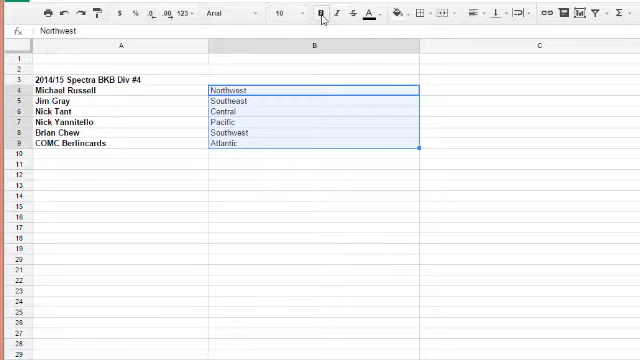 $ % .0 .00 123 Arial 10 B I S A Σ
fx Northwest
A B C
1
2
3 2014/15 Spectra BKB Div #4
4 Michael Russell Northwest
5 Jim Gray Southeast
6 Nick Tant Central
7 Nick Yannitello Pacific
8 Brian Chew Southwest
9 COMC Berlincards Atlantic
10
11
12
13
14
15
16
17
18
19
20
21
22
23
24
25
26
27
28
29